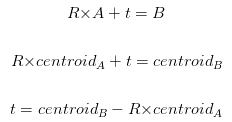 R×A + t = B
R×centroid_A + t = centroid_B
t = centroid_B − R×centroid_A